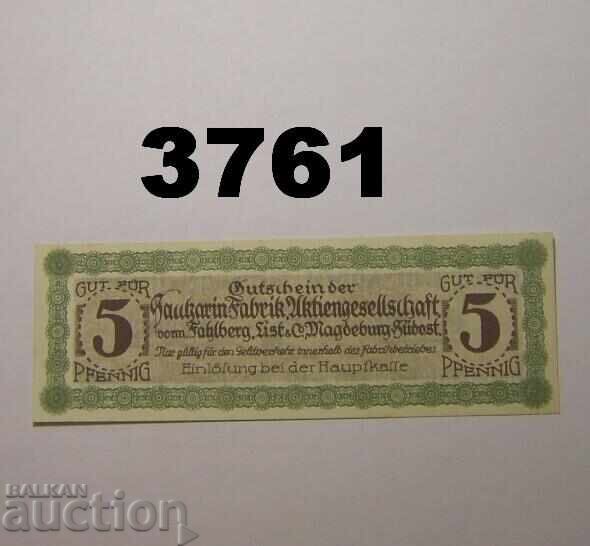 3761
Gutschein der
GUT·FÜR
5
PFENNIG
Sacharin-Fabrik, Aktiengesellschaft
vorm. Fahlberg, List & Co Magdeburg-Südost.
Nur gültig für den Geldverkehr innerhalb des Fabrikbetriebes
Einlösung bei der Hauptkasse
GUT·FÜR
5
PFENNIG
BALKAN
auction